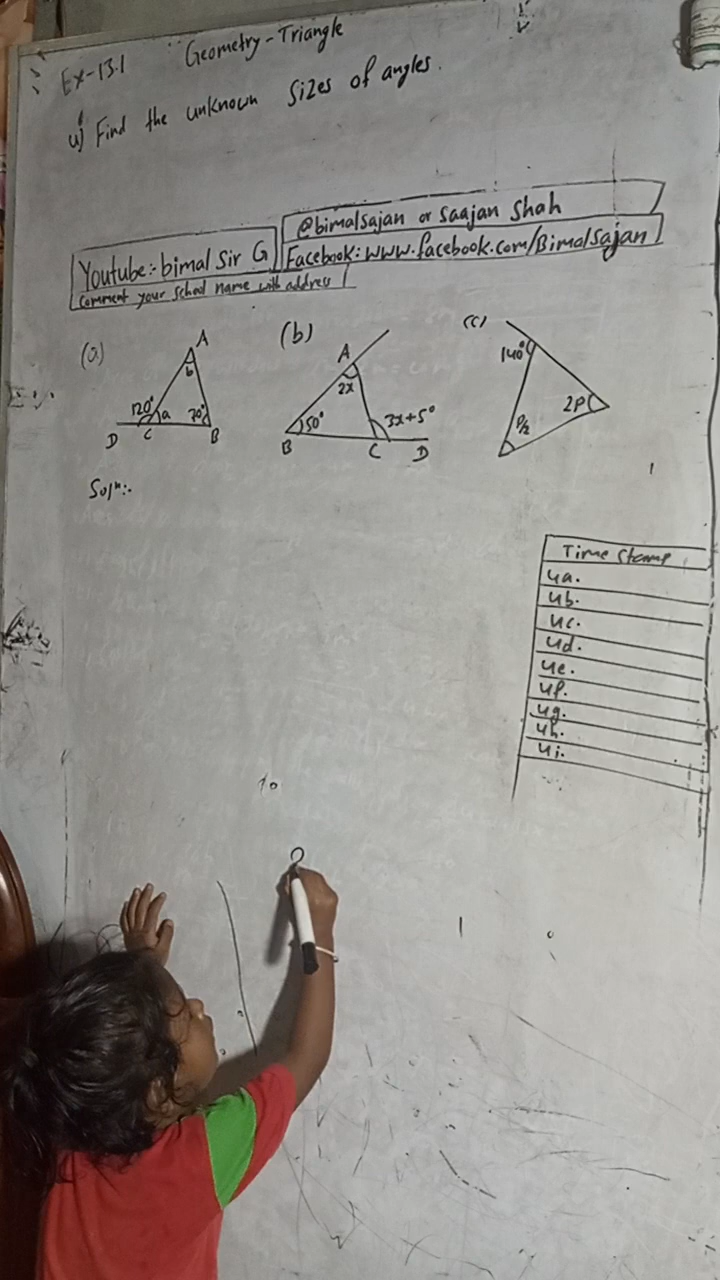 Ex-13.1 Geometry-Triangle
4) Find the unknown sizes of angles.
@bimalsajan or Saajan Shah
Youtube:- bimal Sir G
Facebook: www.facebook.com/Bimalsajan
Comment your school name with address
(a)
A
b
120°
a
70°
D
C
B
(b)
A
2x
50°
3x+5°
B
C
D
(c)
140°
2P
P/2
Solⁿ:-
Time Stamp
4a.
4b.
4c.
4d.
4e.
4f.
4g.
4h.
4i.